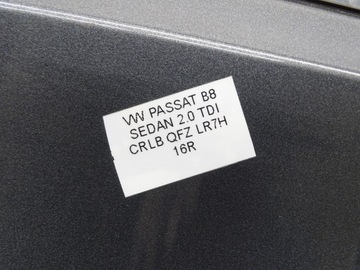 VW PASSAT B8
SEDAN 2.0 TDI
CRLB QFZ LR7H
16R